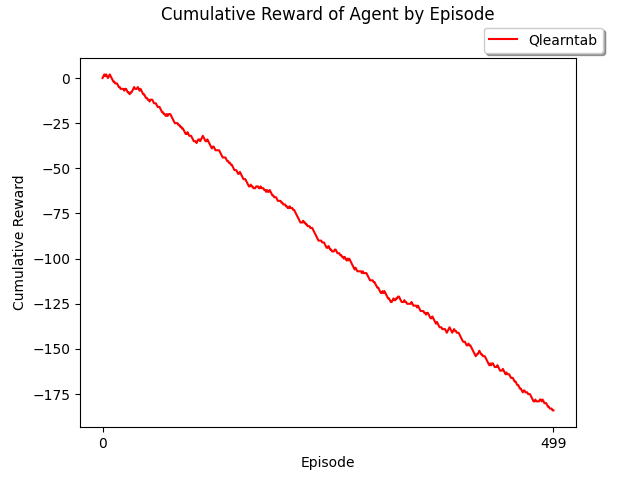 Cumulative Reward of Agent by Episode
Qlearntab
0
−25
−50
−75
−100
−125
−150
−175
Cumulative Reward
0
499
Episode